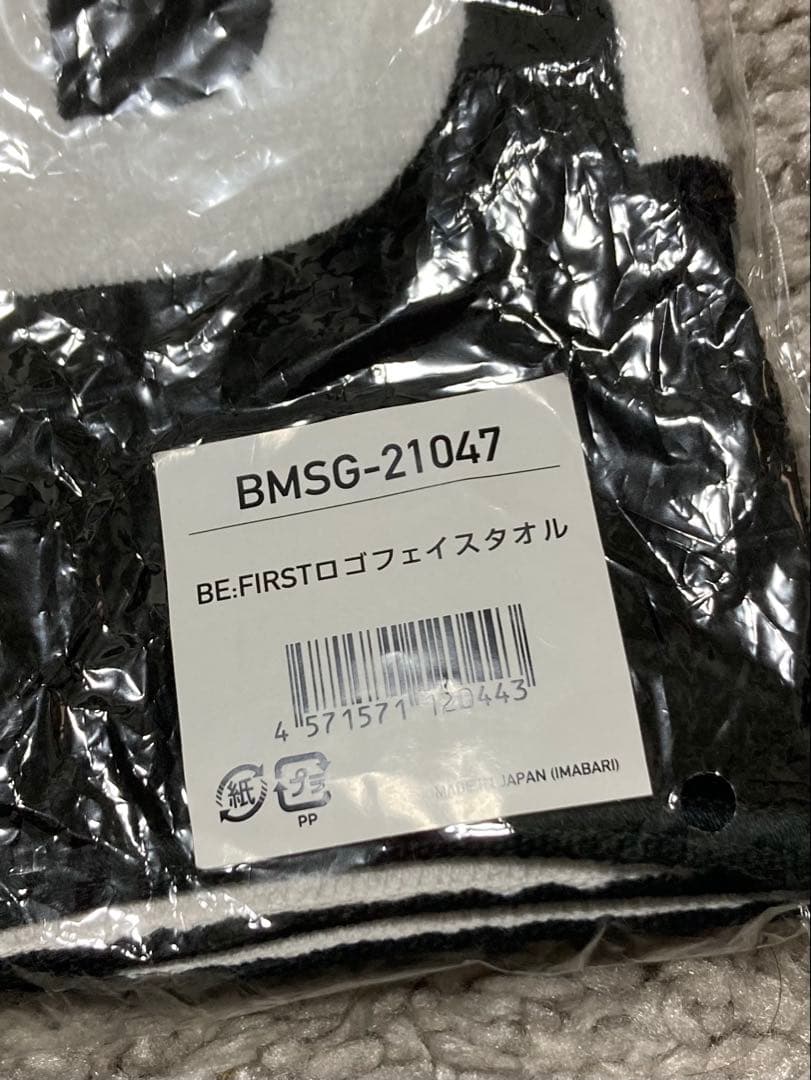 BMSG-21047
BE:FIRSTロゴフェイスタオル
4 571571 120443
紙 プラ
PP
MADE IN JAPAN (IMABARI)